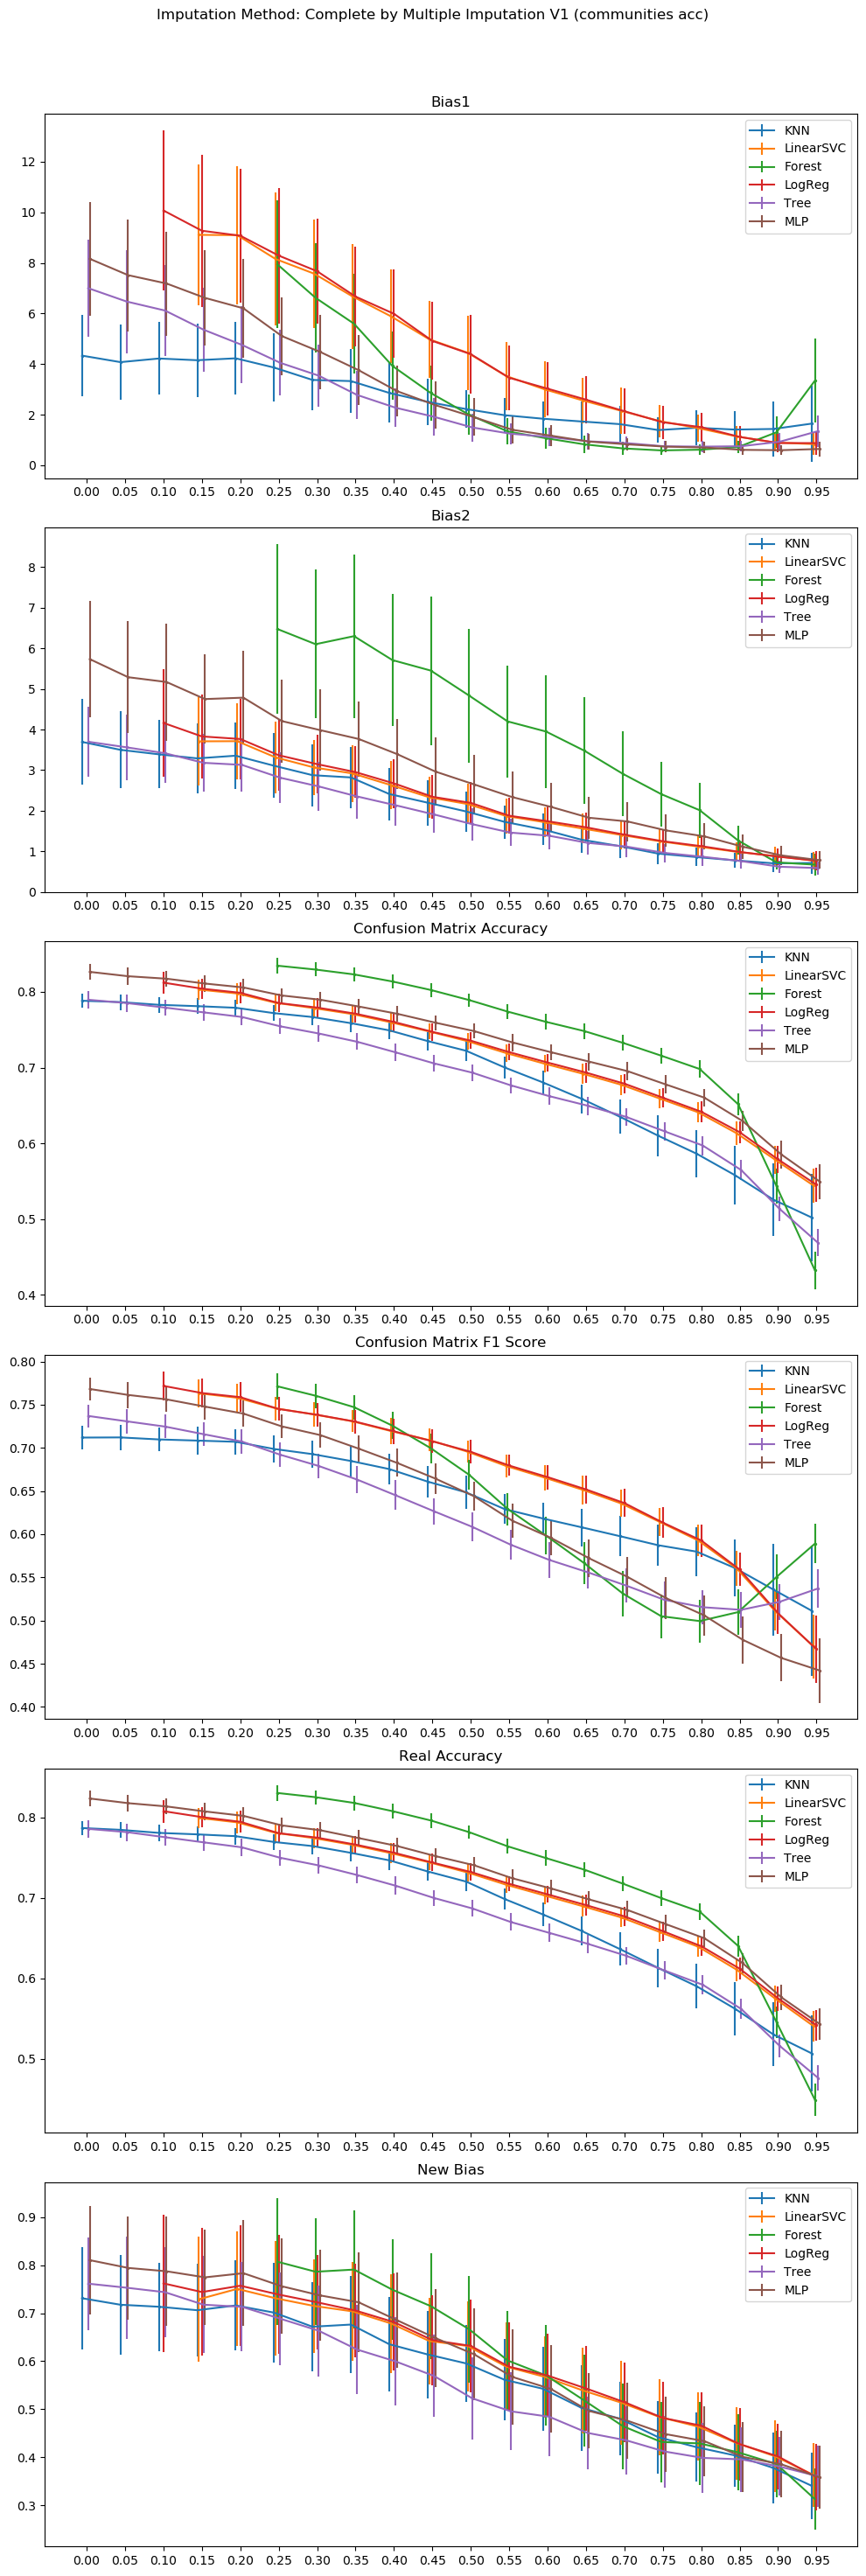 Imputation Method: Complete by Multiple Imputation V1 (communities acc)
Bias1
KNN
LinearSVC
Forest
LogReg
Tree
MLP
12
10
8
6
4
2
0
0.00 0.05 0.10 0.15 0.20 0.25 0.30 0.35 0.40 0.45 0.50 0.55 0.60 0.65 0.70 0.75 0.80 0.85 0.90 0.95
Bias2
KNN
LinearSVC
Forest
LogReg
Tree
MLP
8
7
6
5
4
3
2
1
0
0.00 0.05 0.10 0.15 0.20 0.25 0.30 0.35 0.40 0.45 0.50 0.55 0.60 0.65 0.70 0.75 0.80 0.85 0.90 0.95
Confusion Matrix Accuracy
KNN
LinearSVC
Forest
LogReg
Tree
MLP
0.8
0.7
0.6
0.5
0.4
0.00 0.05 0.10 0.15 0.20 0.25 0.30 0.35 0.40 0.45 0.50 0.55 0.60 0.65 0.70 0.75 0.80 0.85 0.90 0.95
Confusion Matrix F1 Score
KNN
LinearSVC
Forest
LogReg
Tree
MLP
0.80
0.75
0.70
0.65
0.60
0.55
0.50
0.45
0.40
0.00 0.05 0.10 0.15 0.20 0.25 0.30 0.35 0.40 0.45 0.50 0.55 0.60 0.65 0.70 0.75 0.80 0.85 0.90 0.95
Real Accuracy
KNN
LinearSVC
Forest
LogReg
Tree
MLP
0.8
0.7
0.6
0.5
0.00 0.05 0.10 0.15 0.20 0.25 0.30 0.35 0.40 0.45 0.50 0.55 0.60 0.65 0.70 0.75 0.80 0.85 0.90 0.95
New Bias
KNN
LinearSVC
Forest
LogReg
Tree
MLP
0.9
0.8
0.7
0.6
0.5
0.4
0.3
0.00 0.05 0.10 0.15 0.20 0.25 0.30 0.35 0.40 0.45 0.50 0.55 0.60 0.65 0.70 0.75 0.80 0.85 0.90 0.95